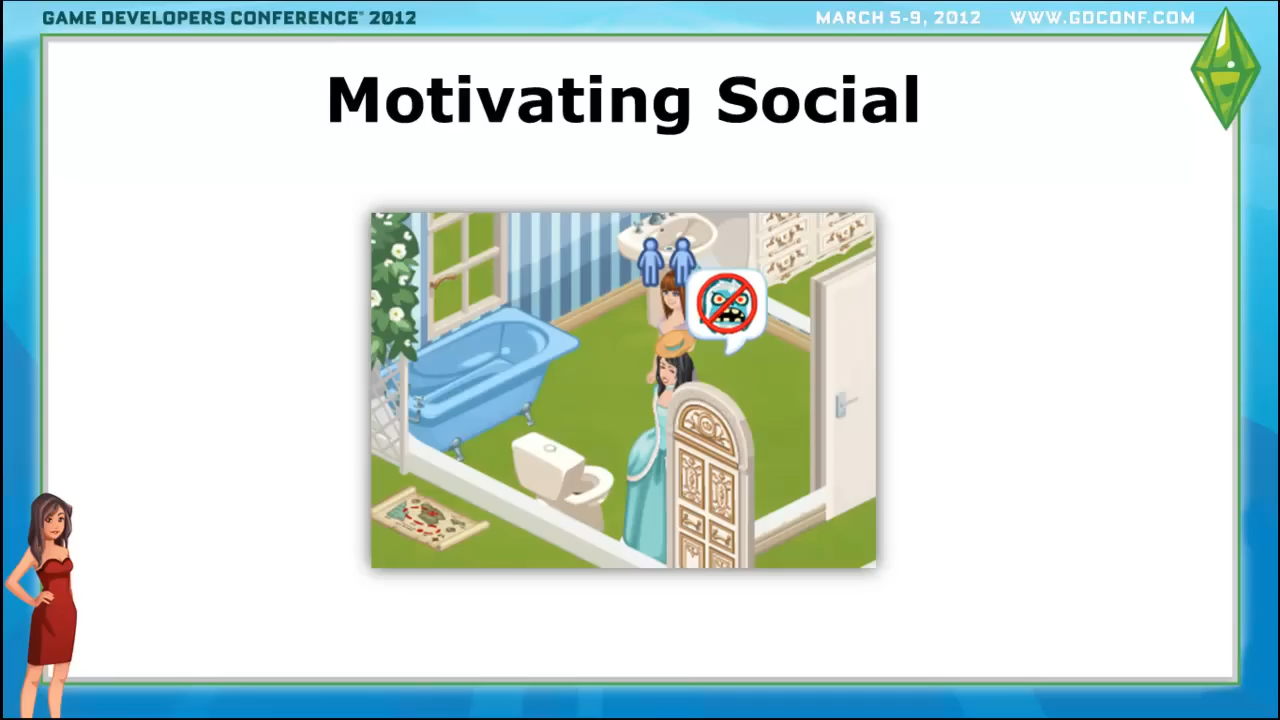 GAME DEVELOPERS CONFERENCE® 2012
MARCH 5-9, 2012 WWW.GDCONF.COM
Motivating Social